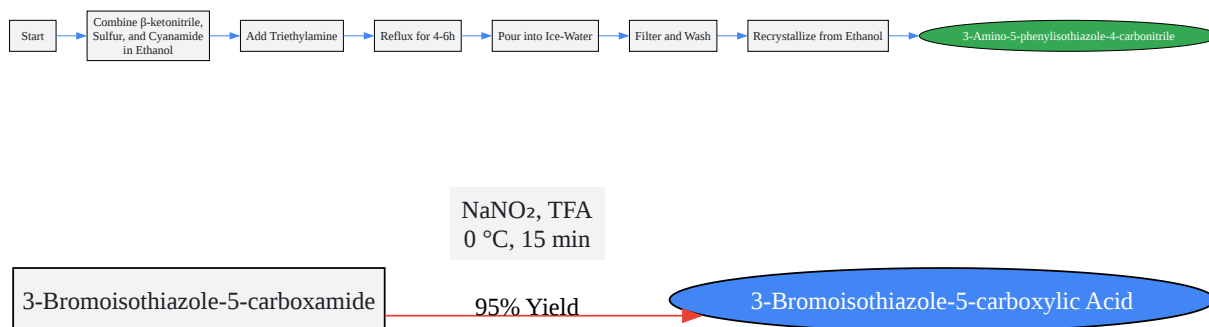 Start
Combine β-ketonitrile,
Sulfur, and Cyanamide
in Ethanol
Add Triethylamine
Reflux for 4-6h
Pour into Ice-Water
Filter and Wash
Recrystallize from Ethanol
3-Amino-5-phenylisothiazole-4-carbonitrile
NaNO₂, TFA
0 °C, 15 min
3-Bromoisothiazole-5-carboxamide
95% Yield
3-Bromoisothiazole-5-carboxylic Acid